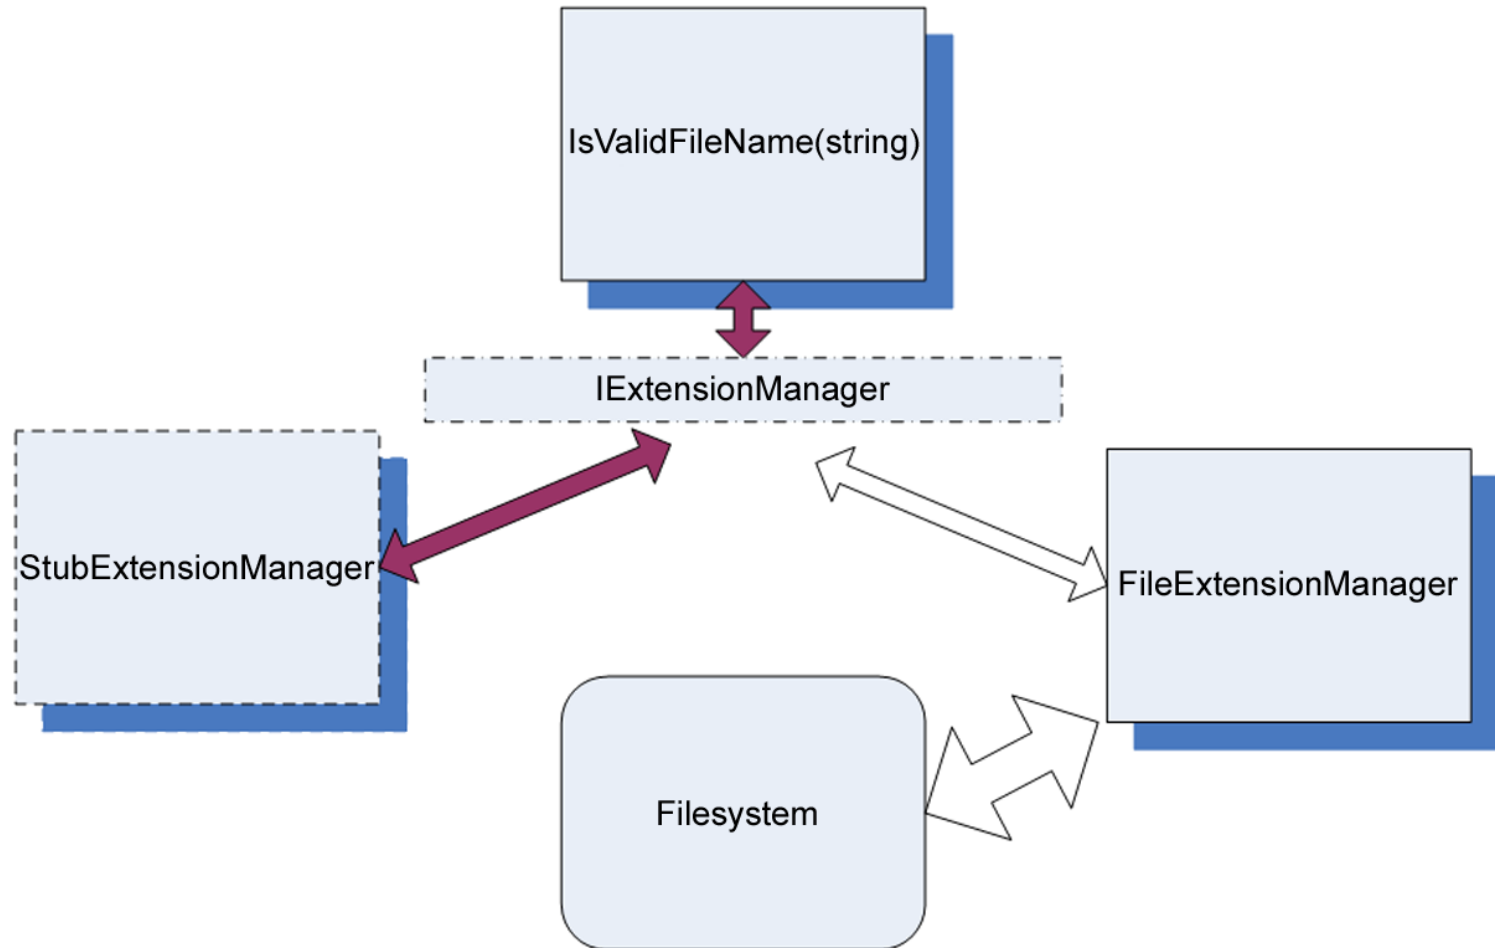 IsValidFileName(string)
IExtensionManager
StubExtensionManager
FileExtensionManager
Filesystem